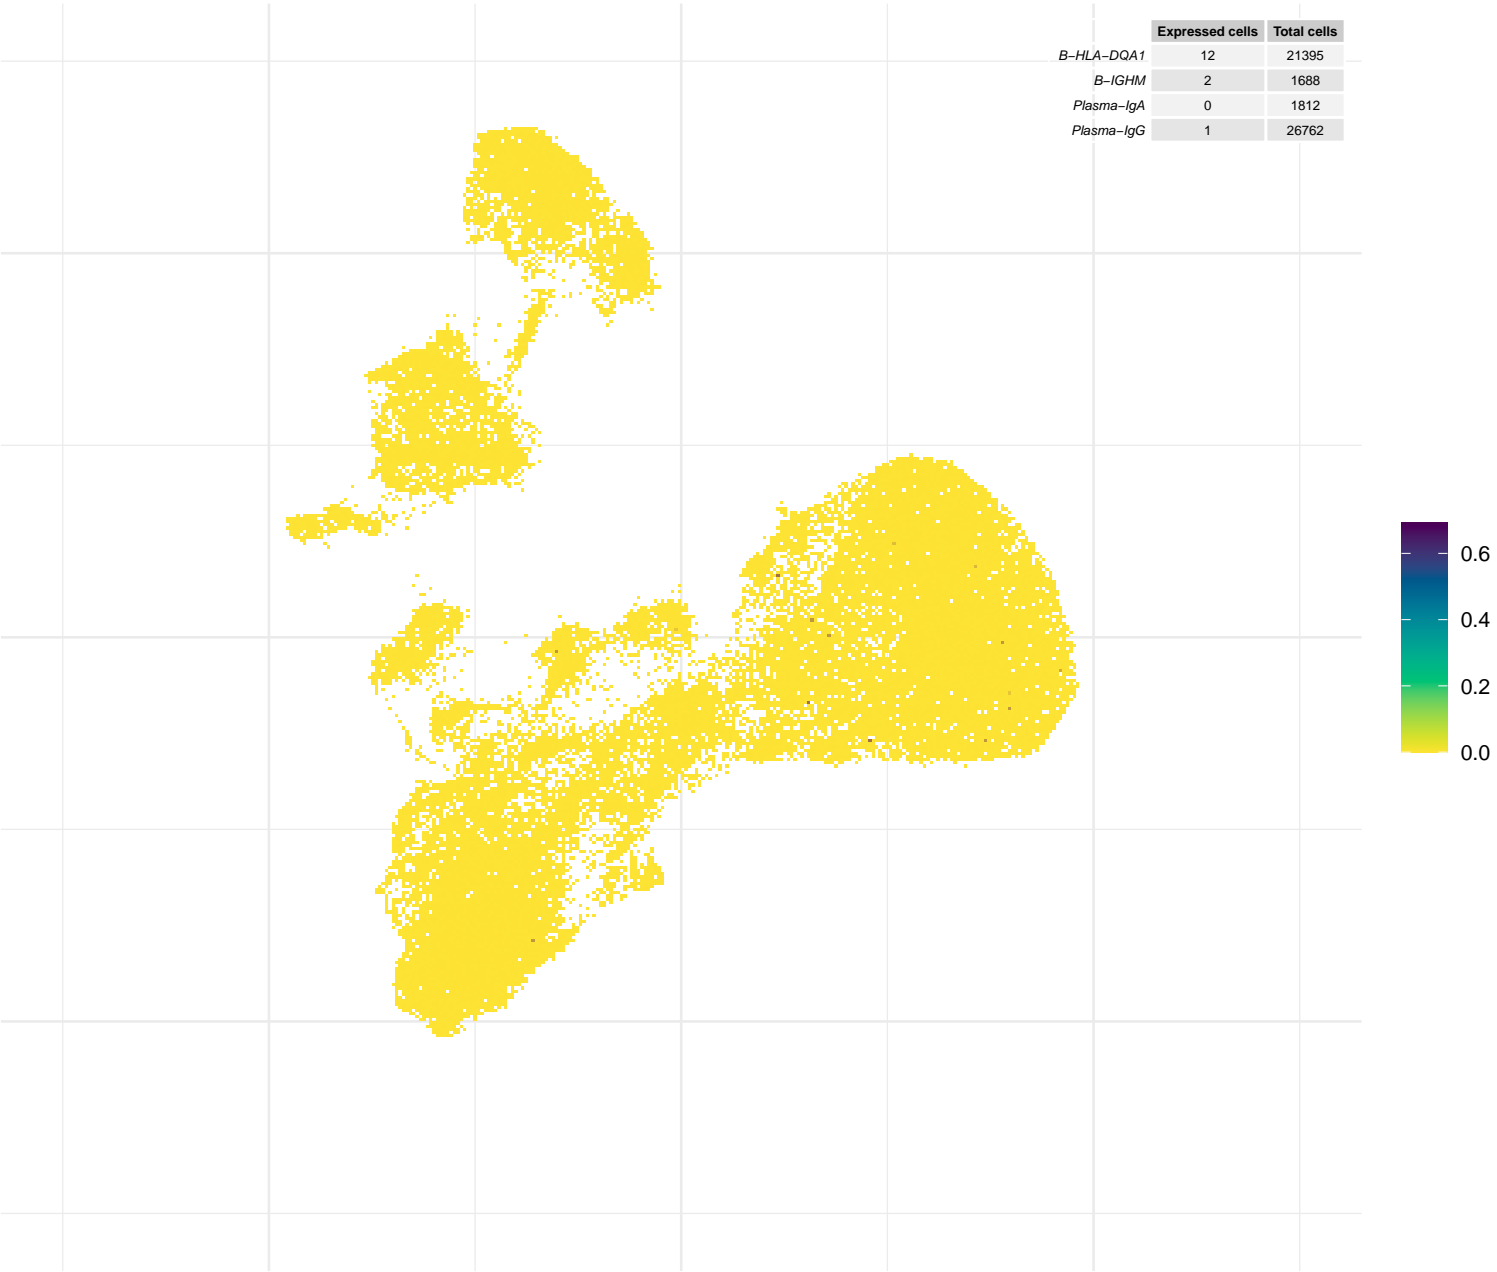 Expressed cells Total cells
B−HLA−DQA1 12 21395
B−IGHM 2 1688
Plasma−IgA 0 1812
Plasma−IgG 1 26762
0.6
0.4
0.2
0.0